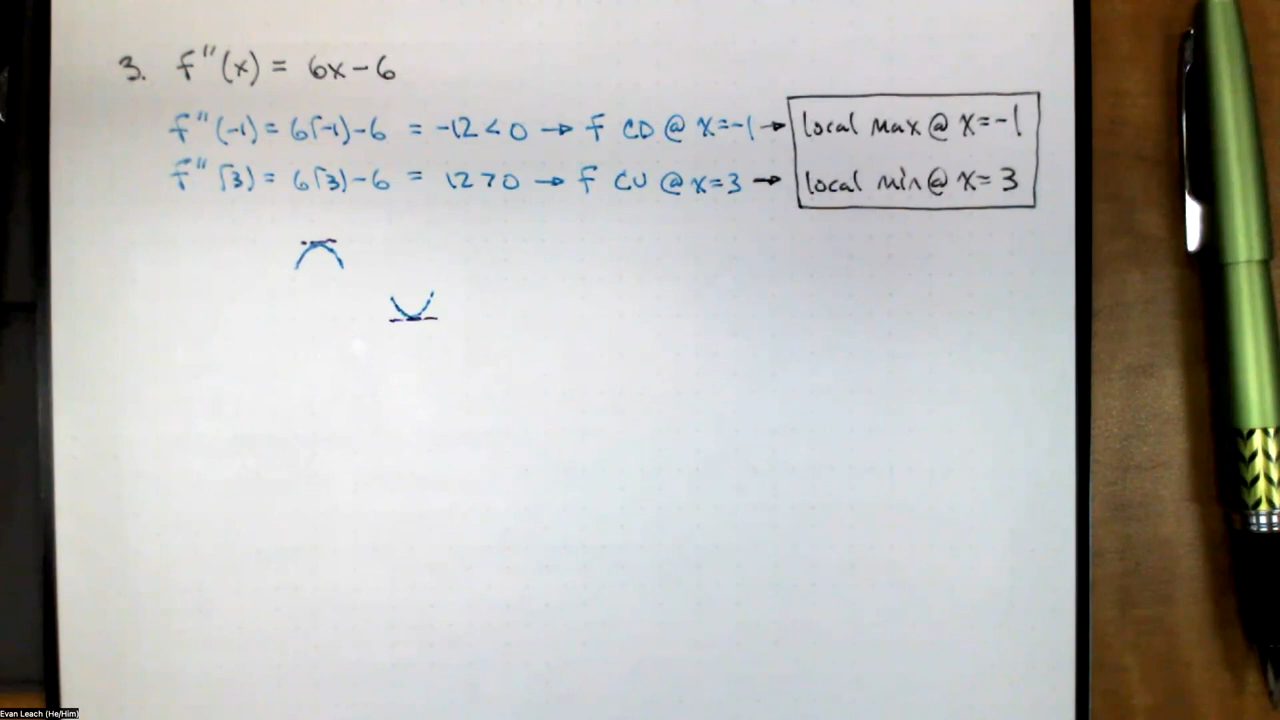 3. f''(x) = 6x-6
f''(-1) = 6(-1)-6 = -12<0 → f CD @ x=-1 → local max @ x=-1
f''(3) = 6(3)-6 = 12>0 → f CU @ x=3 → local min @ x=3
Evan Leach (He/Him)